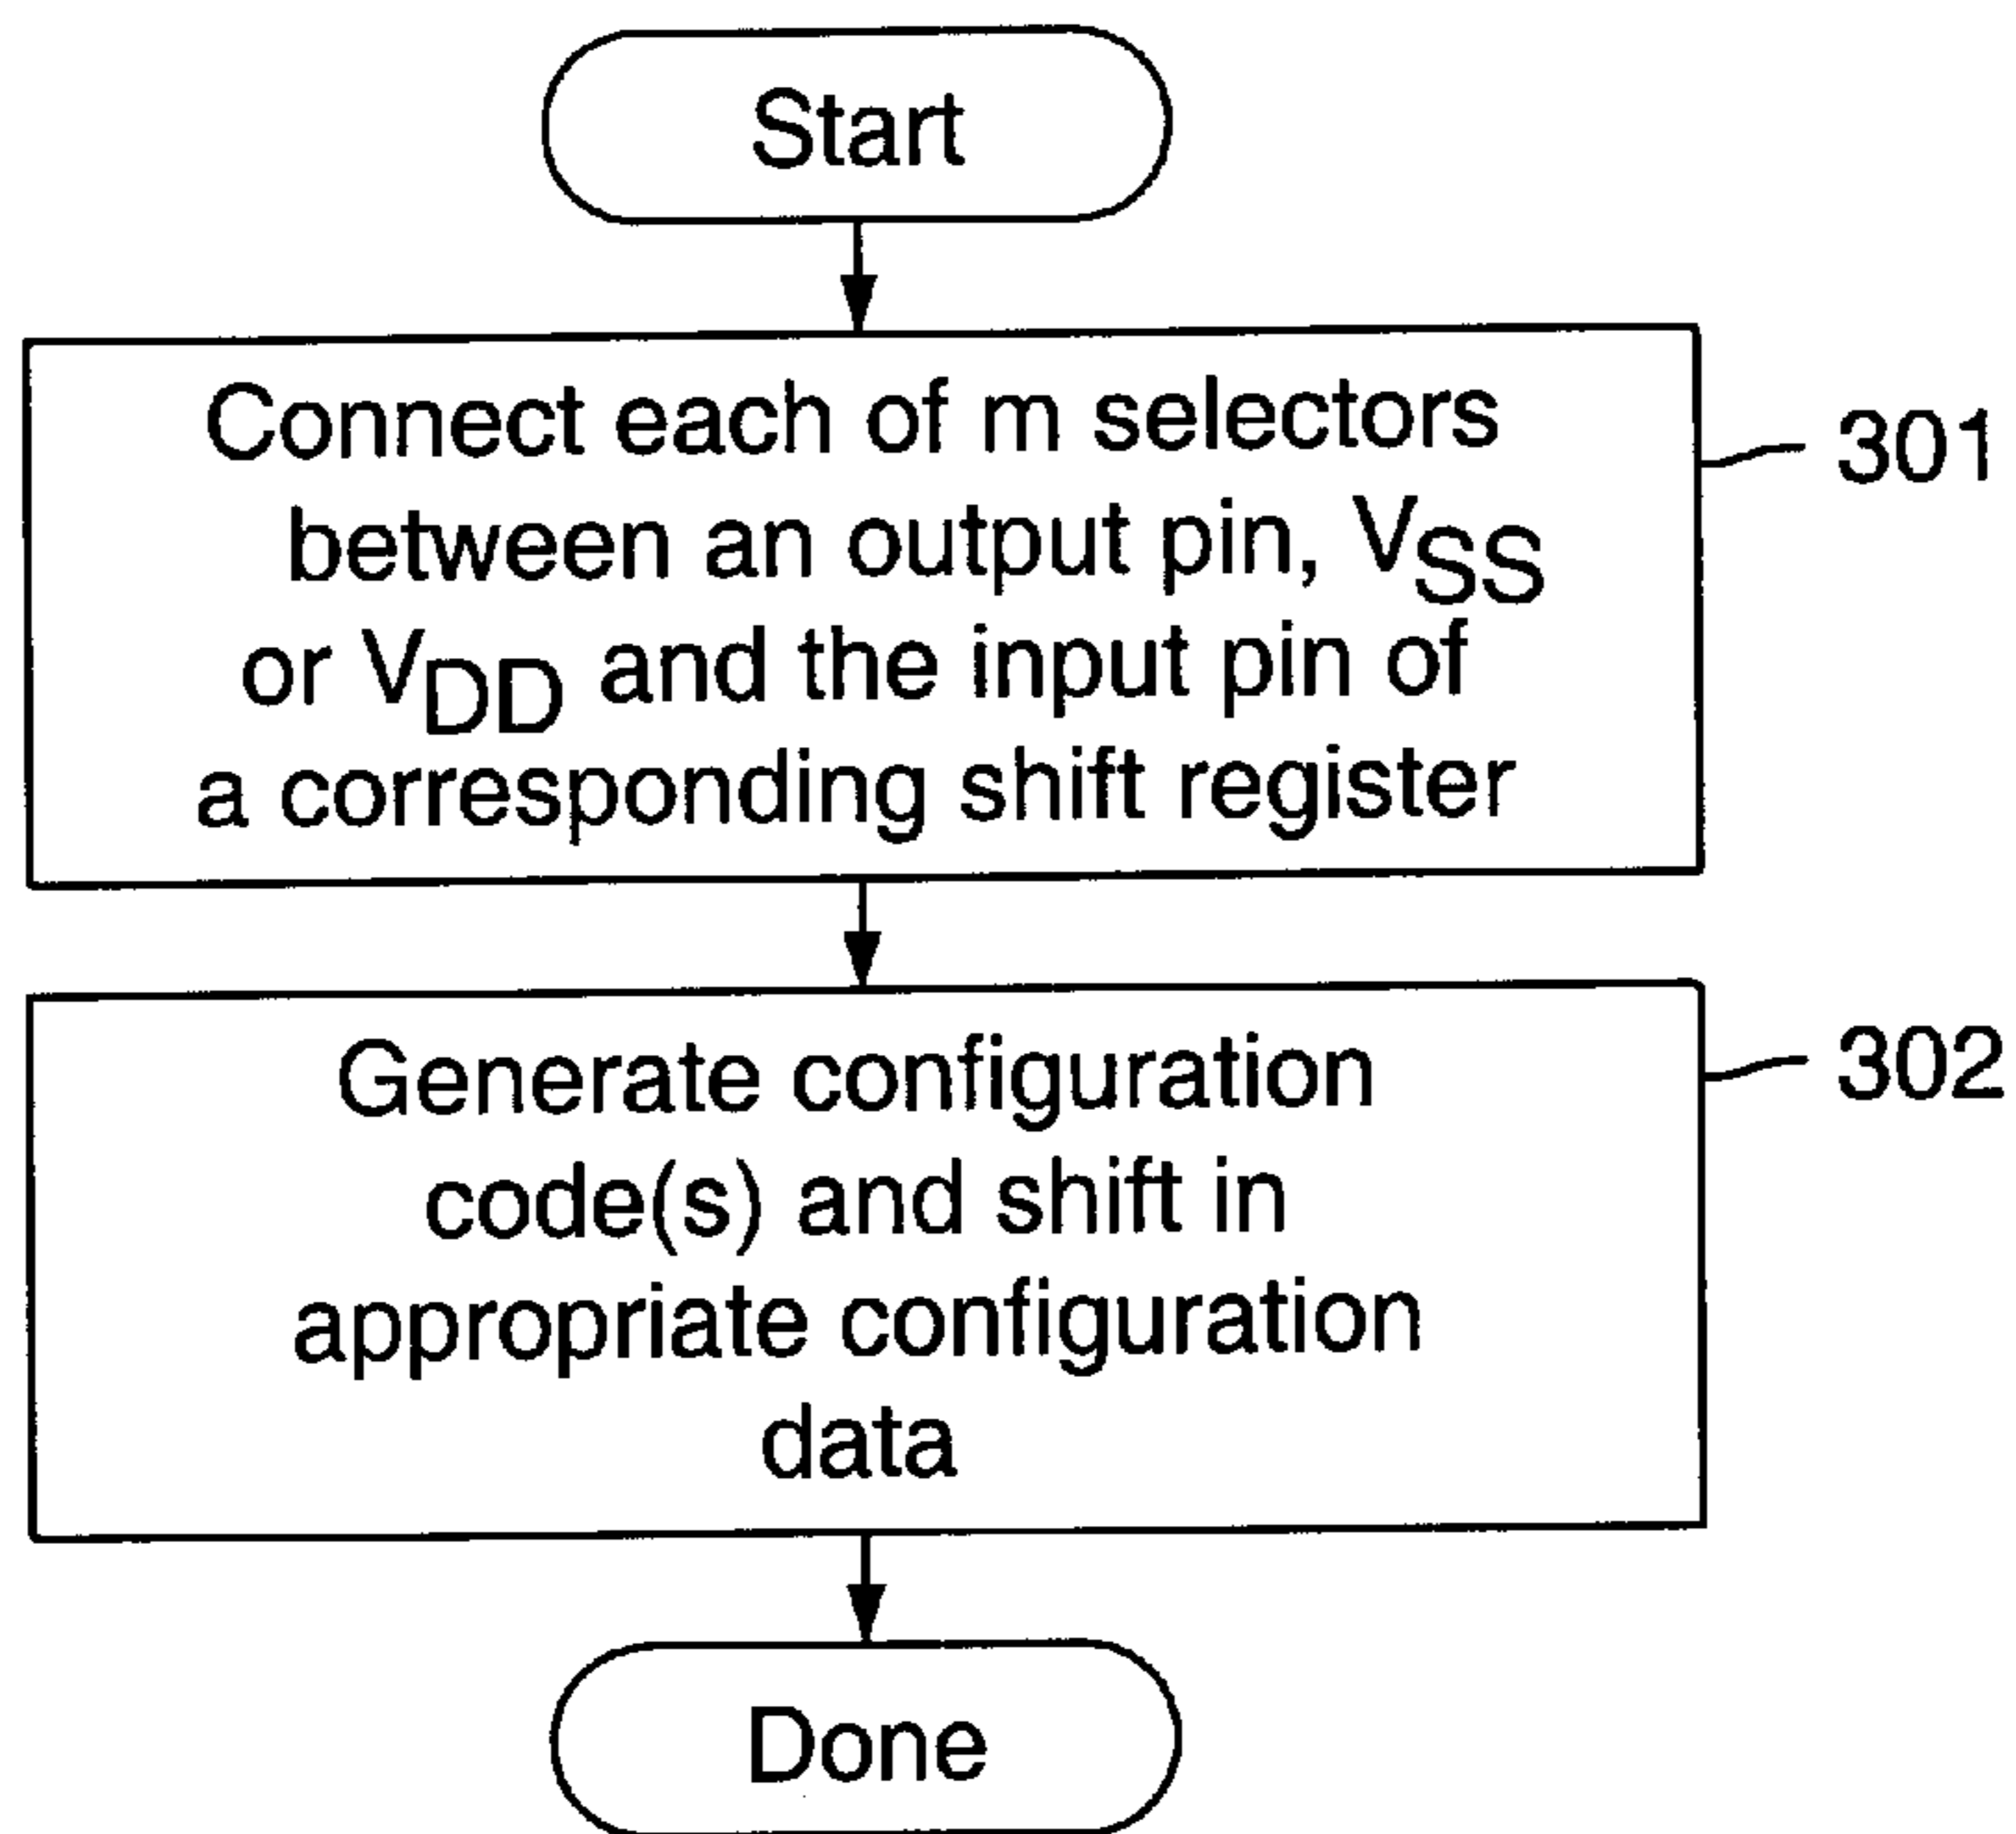 Start
Connect each of m selectors
between an output pin, VSS
or VDD and the input pin of
a corresponding shift register
301
Generate configuration
code(s) and shift in
appropriate configuration
data
302
Done